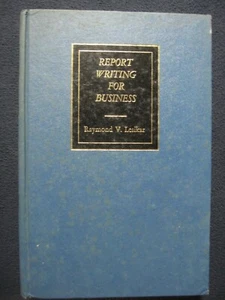 REPORT
WRITING
FOR
BUSINESS
Raymond V. Lesikar